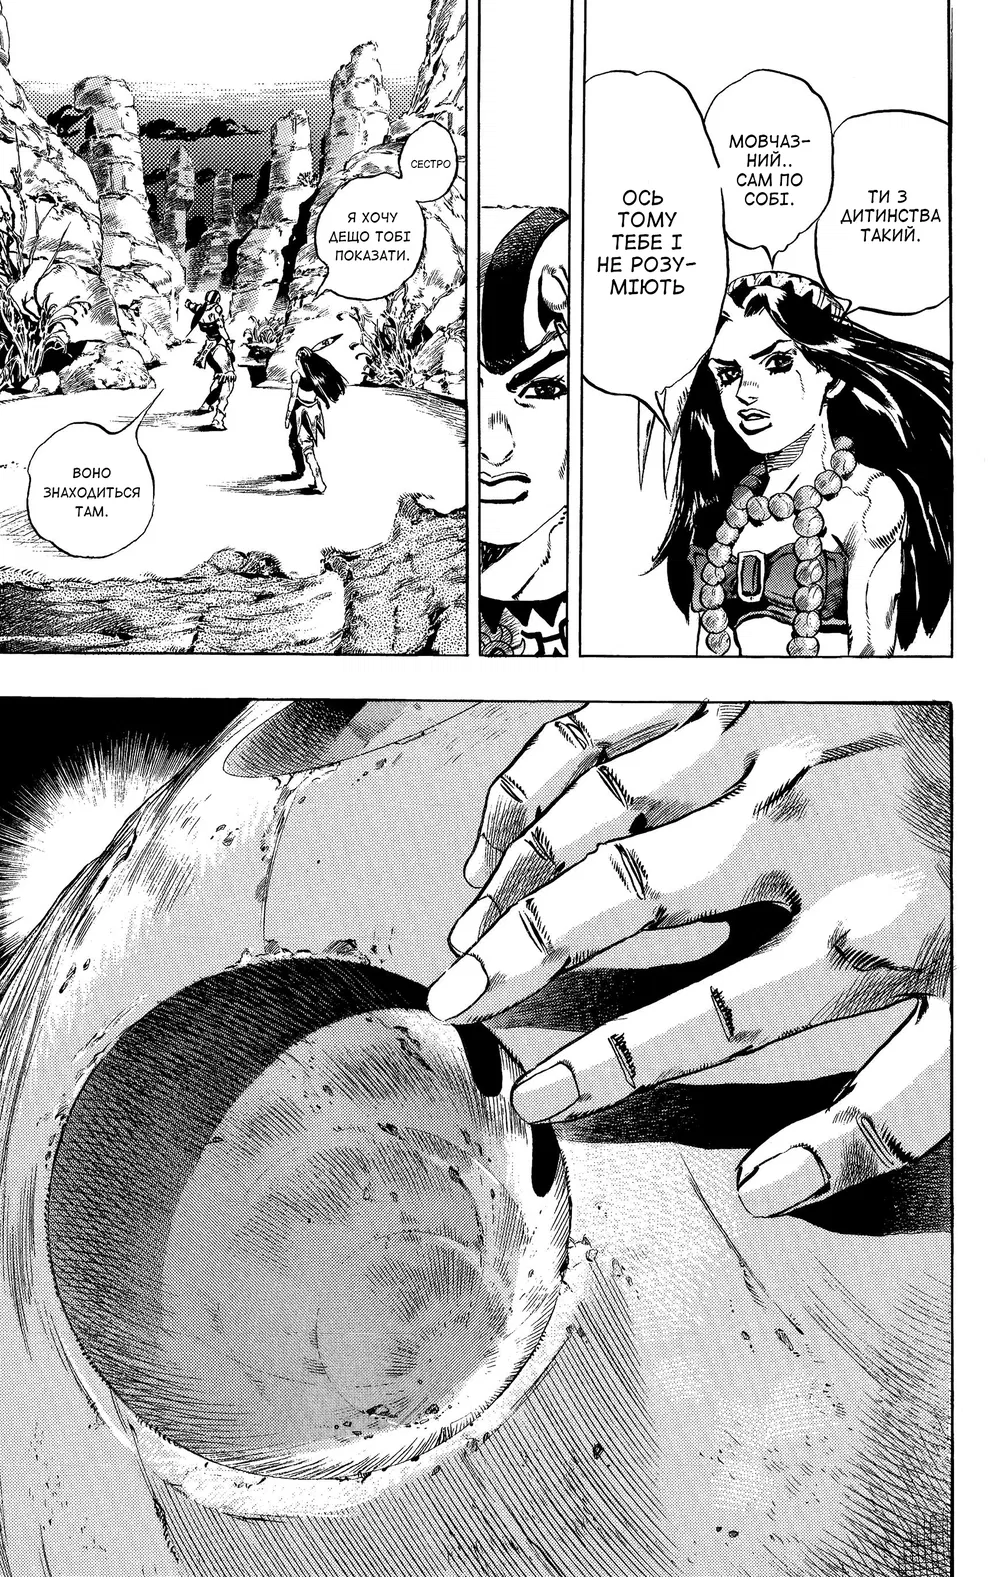 ТИ З
ДИТИНСТВА
ТАКИЙ.
МОВЧАЗ-
НИЙ..
САМ ПО
СОБІ.
ОСЬ
ТОМУ
ТЕБЕ І
НЕ РОЗУ-
МІЮТЬ
СЕСТРО
Я ХОЧУ
ДЕЩО ТОБІ
ПОКАЗАТИ.
ВОНО
ЗНАХОДИТЬСЯ
ТАМ.